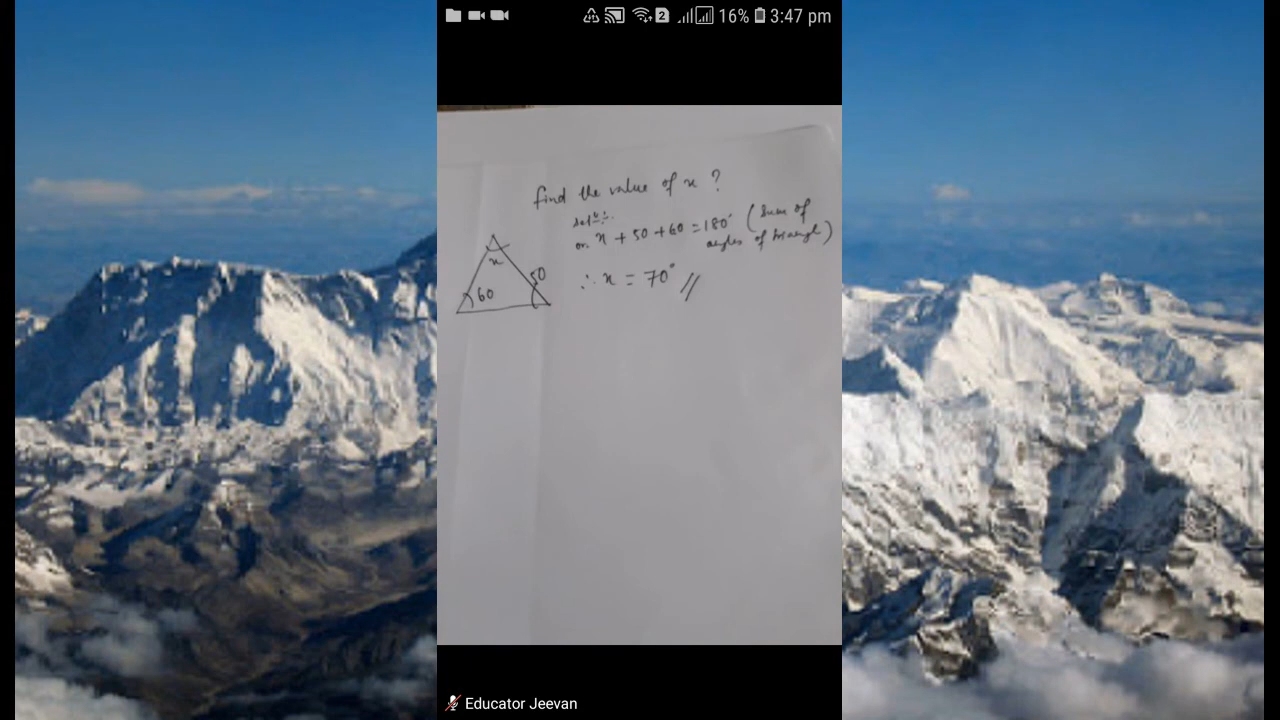 2 16% 3:47 pm
find the value of x ?
solⁿ:-
or x + 50 + 60 = 180° (sum of
angles of triangle)
x
50
60
∴ x = 70° //
Educator Jeevan